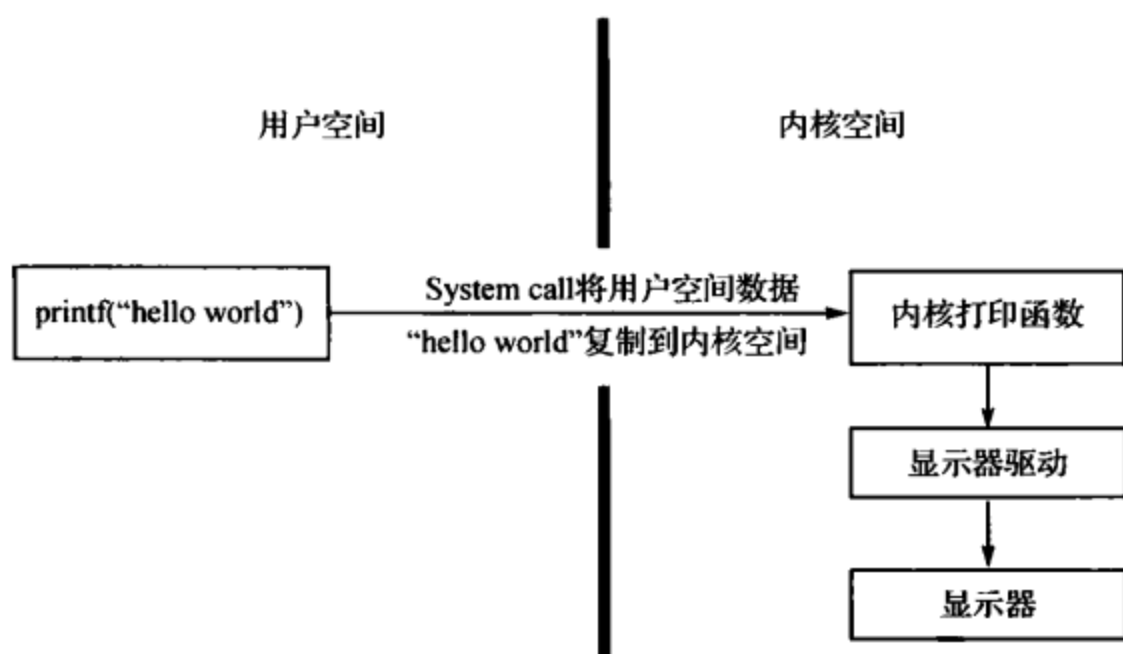 用户空间
内核空间
printf(“hello world”)
System call将用户空间数据
“hello world”复制到内核空间
内核打印函数
显示器驱动
显示器